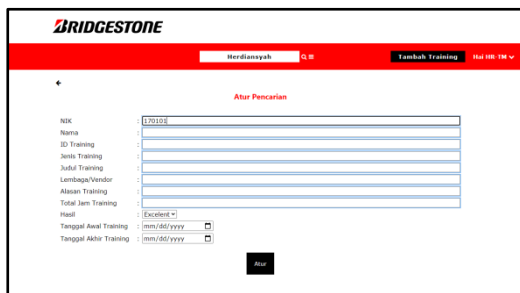 BRIDGESTONE
Herdiansyah Tambah Training Hai HR-TM
Atur Pencarian
NIK : 170101
Nama :
ID Training :
Jenis Training :
Judul Training :
Lembaga/Vendor :
Alasan Training :
Total Jam Training :
Hasil : Excelent
Tanggal Awal Training : mm/dd/yyyy
Tanggal Akhir Training : mm/dd/yyyy
Atur